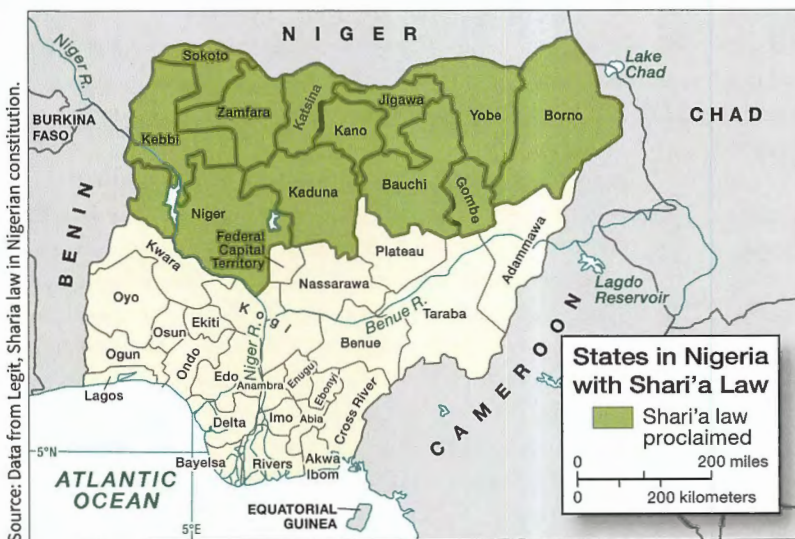 Source: Data from Legit, Sharia law in Nigerian constitution.
NIGER
Niger R.
Lake
Chad
CHAD
BURKINA
FASO
BENIN
Sokoto
Zamfara
Katsina
Jigawa
Kano
Yobe
Borno
Kebbi
Kaduna
Bauchi
Gombe
Niger
Federal
Capital
Territory
Plateau
Adammawa
Kwara
Nassarawa
Lagdo
Reservoir
Oyo
Kogi
Benue R.
Taraba
Ekiti
Osun
Niger R.
Benue
Ogun
Ondo
Edo
Enugu
Ebonyi
Anambra
Cross River
CAMEROON
Lagos
Delta
Imo
Abia
Bayelsa
Rivers
Akwa
Ibom
5°N
ATLANTIC
OCEAN
5°E
EQUATORIAL
GUINEA
States in Nigeria
with Shari'a Law
Shari'a law
proclaimed
0 200 miles
0 200 kilometers